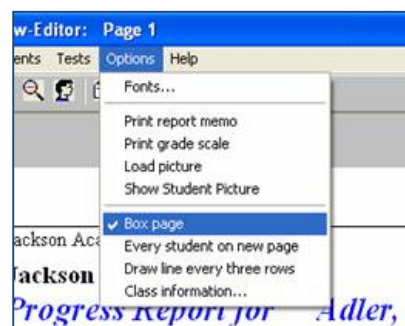 w-Editor: Page 1
ents Tests Options Help
Fonts...
Print report memo
Print grade scale
Load picture
Show Student Picture
Box page
Every student on new page
Draw line every three rows
Class information...
ackson Aca
Jackson
Progress Report for Adler,